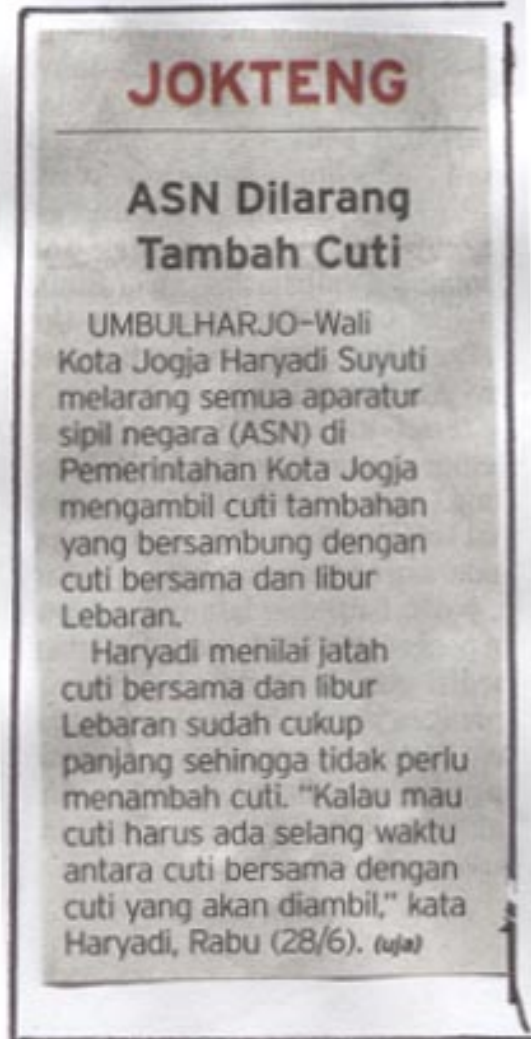 JOKTENG
ASN Dilarang
Tambah Cuti
UMBULHARJO–Wali
Kota Jogja Haryadi Suyuti
melarang semua aparatur
sipil negara (ASN) di
Pemerintahan Kota Jogja
mengambil cuti tambahan
yang bersambung dengan
cuti bersama dan libur
Lebaran.
Haryadi menilai jatah
cuti bersama dan libur
Lebaran sudah cukup
panjang sehingga tidak perlu
menambah cuti. “Kalau mau
cuti harus ada selang waktu
antara cuti bersama dengan
cuti yang akan diambil,” kata
Haryadi, Rabu (28/6). (uja)